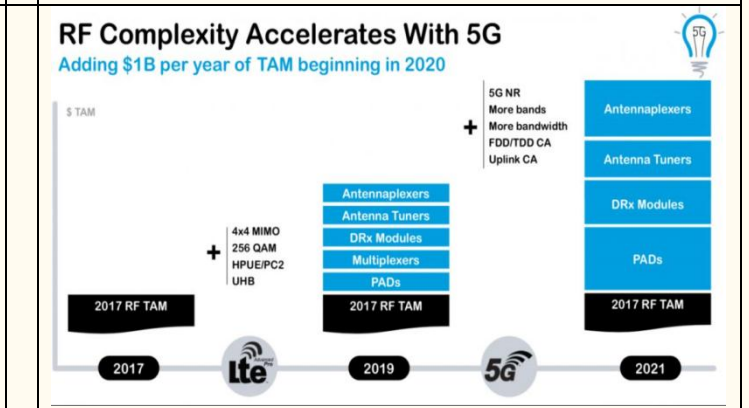 RF Complexity Accelerates With 5G
Adding $1B per year of TAM beginning in 2020
5G
$ TAM
2017 RF TAM
+
4x4 MIMO
256 QAM
HPUE/PC2
UHB
Antennaplexers
Antenna Tuners
DRx Modules
Multiplexers
PADs
2017 RF TAM
+
5G NR
More bands
More bandwidth
FDD/TDD CA
Uplink CA
Antennaplexers
Antenna Tuners
DRx Modules
PADs
2017 RF TAM
2017
lte Advanced Pro
2019
5G
2021